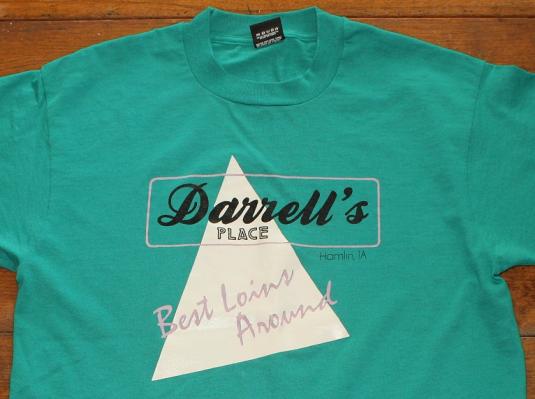 Darrell's
PLACE
Hamlin, IA
Best Loins
Around